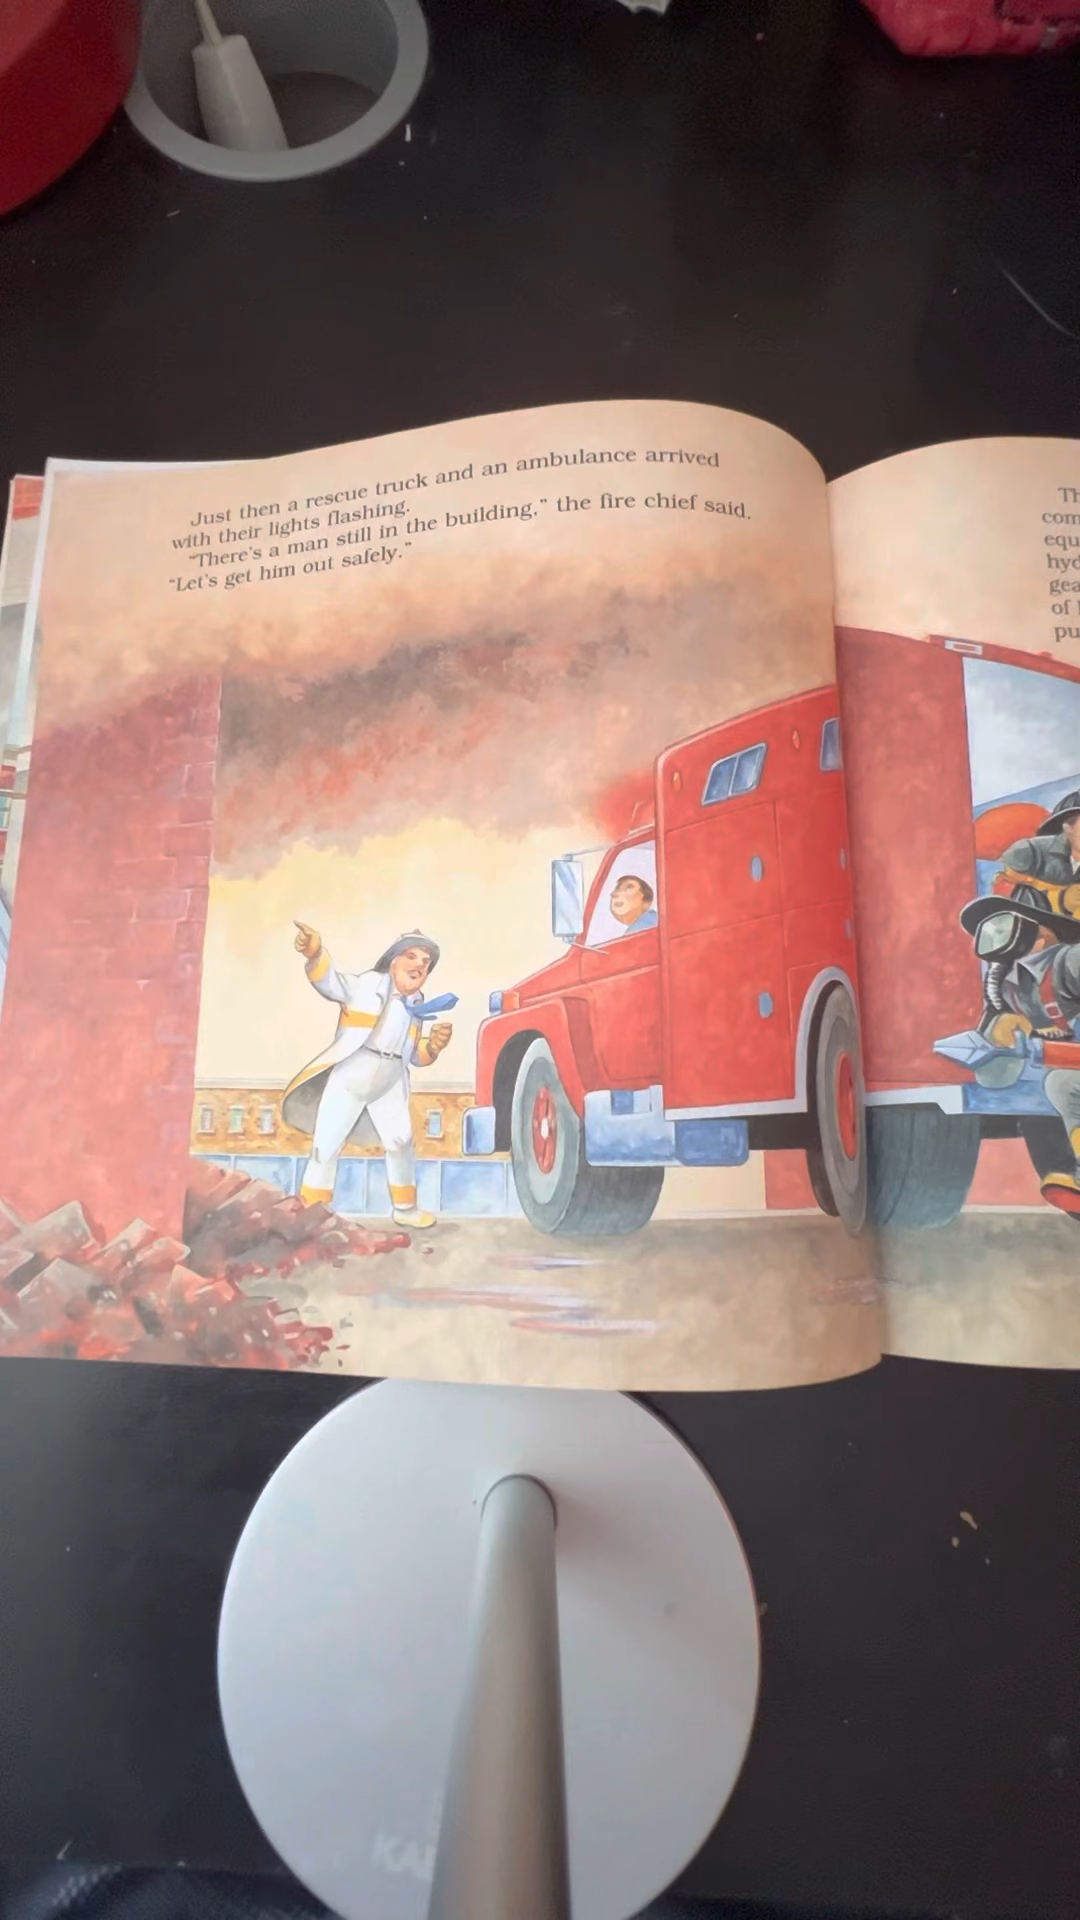 Just then a rescue truck and an ambulance arrived
with their lights flashing.
"There's a man still in the building," the fire chief said.
"Let's get him out safely."
of